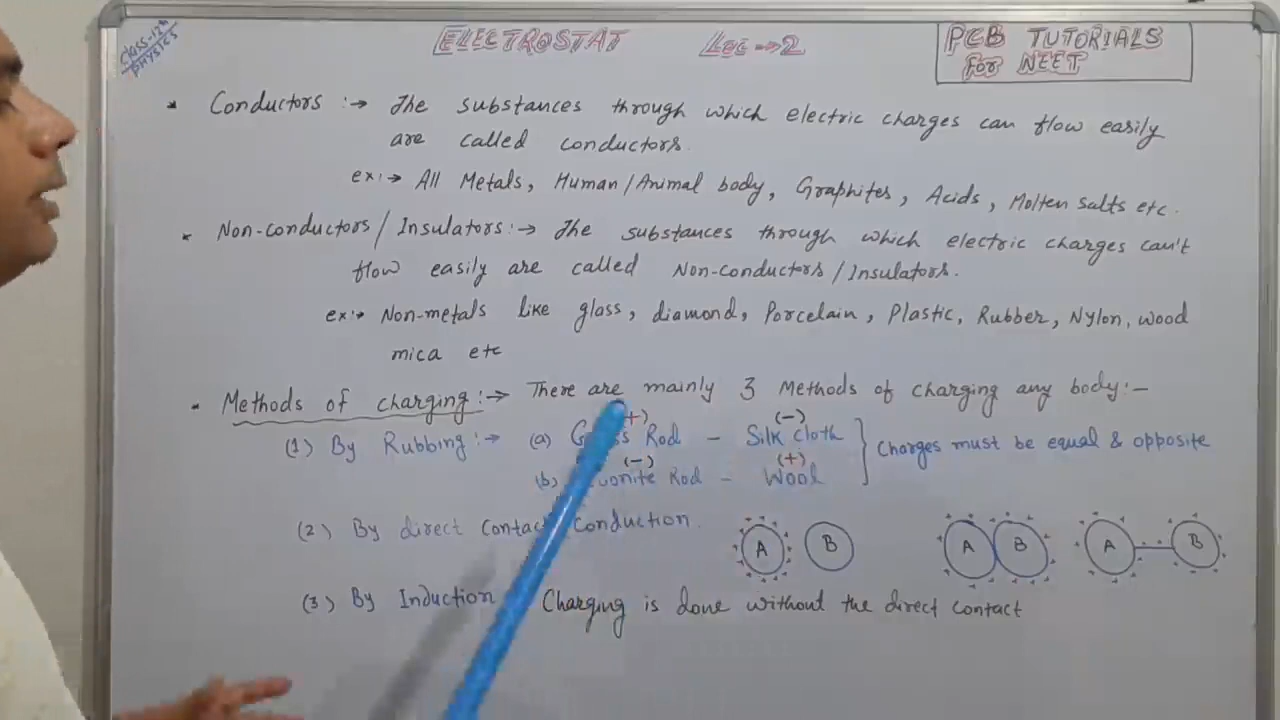 CLASS-12th
PHYSICS
ELECTROSTAT LEC→2
PCB TUTORIALS
For NEET
* Conductors :→ The substances through which electric charges can flow easily
are called conductors.
ex:→ All Metals, Human/Animal body, Graphites, Acids, Molten salts etc.
* Non-conductors/Insulators:→ The substances through which electric charges can't
flow easily are called Non-conductors/Insulators.
ex:→ Non-metals like glass, diamond, Porcelain, Plastic, Rubber, Nylon, wood
mica etc
• Methods of charging:→ There are mainly 3 Methods of charging any body:-
(+) (-)
(1) By Rubbing:→ (a) Rod - Silk cloth } Charges must be equal & opposite
(-) (+)
(b) Rod - Wool
(2) By direct Conduction.
A B A B A B
(3) By Induction Charging is done without the direct contact